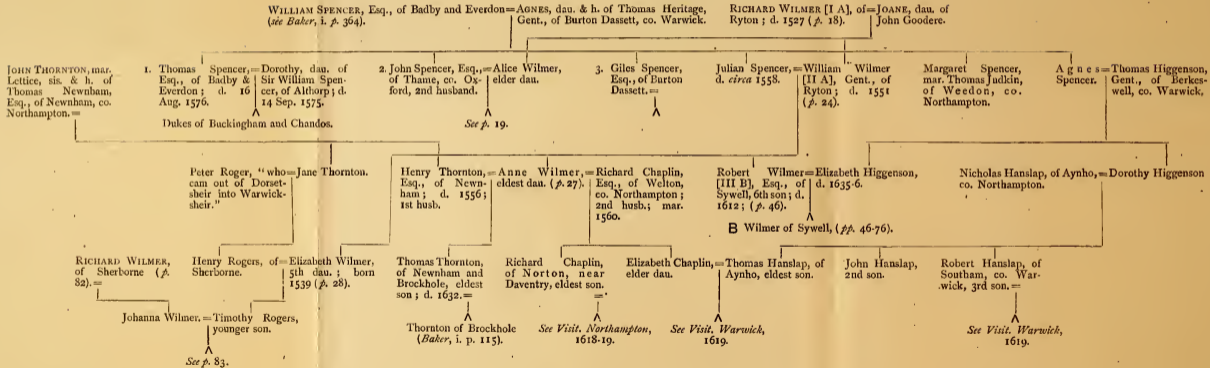 WILLIAM SPENCER, Esq., of Badby and Everdon=AGNES, dau. & h. of Thomas Heritage,
(see Baker, i. p. 364).
Gent., of Burton Dassett, co. Warwick.
RICHARD WILMER [I A], of=JOANE, dau. of
Ryton ; d. 1527 (p. 18).
John Goodere.
JOHN THORNTON, mar.
Lettice, sis. & h. of
Thomas Newnham,
Esq., of Newnham, co.
Northampton.=
1. Thomas Spencer,=Dorothy, dau. of
Esq., of Badby &
Everdon ; d. 16
Aug. 1576.
Sir William Spen-
cer, of Althorp ; d.
14 Sep. 1575.
Dukes of Buckingham and Chandos.
2. John Spencer, Esq.,=Alice Wilmer,
of Thame, co. Ox-
ford, 2nd husband.
elder dau.
See p. 19.
3. Giles Spencer,
Esq., of Burton
Dassett.=
Julian Spencer,=William Wilmer
d. circa 1558.
[II A], Gent., of
Ryton ; d. 1551
(p. 24).
Margaret Spencer,
mar. Thomas Judkin,
of Weedon, co.
Northampton.
Agnes=Thomas Higgenson,
Spencer.
Gent., of Berkes-
well, co. Warwick.
Peter Roger, "who=Jane Thornton.
cam out of Dorset-
sheir into Warwick-
sheir."
Henry Thornton,=Anne Wilmer,=Richard Chaplin,
Esq., of Newn-
ham ; d. 1556 ;
1st husb.
eldest dau. (p. 27).
Esq., of Welton,
co. Northampton ;
2nd husb.; mar.
1560.
Robert Wilmer=Elizabeth Higgenson,
[III B], Esq., of
Sywell, 6th son ; d.
1612 ; (p. 46).
d. 1635-6.
B Wilmer of Sywell, (pp. 46-76).
Nicholas Hanslap, of Aynho,=Dorothy Higgenson
co. Northampton.
RICHARD WILMER,
of Sherborne (p.
82).=
Henry Rogers, of=Elizabeth Wilmer,
Sherborne.
5th dau. ; born
1539 (p. 28).
Thomas Thornton,
of Newnham and
Brockhole, eldest
son ; d. 1632.=
Richard Chaplin,
of Norton, near
Daventry, eldest son.
=
Elizabeth Chaplin,=Thomas Hanslap, of
elder dau.
Aynho, eldest son.
John Hanslap,
2nd son.
Robert Hanslap, of
Southam, co. War-
wick, 3rd son.=
Johanna Wilmer.=Timothy Rogers,
younger son.
See p. 83.
Thornton of Brockhole
(Baker, i. p. 115).
See Visit. Northampton,
1618-19.
See Visit. Warwick,
1619.
See Visit. Warwick,
1619.